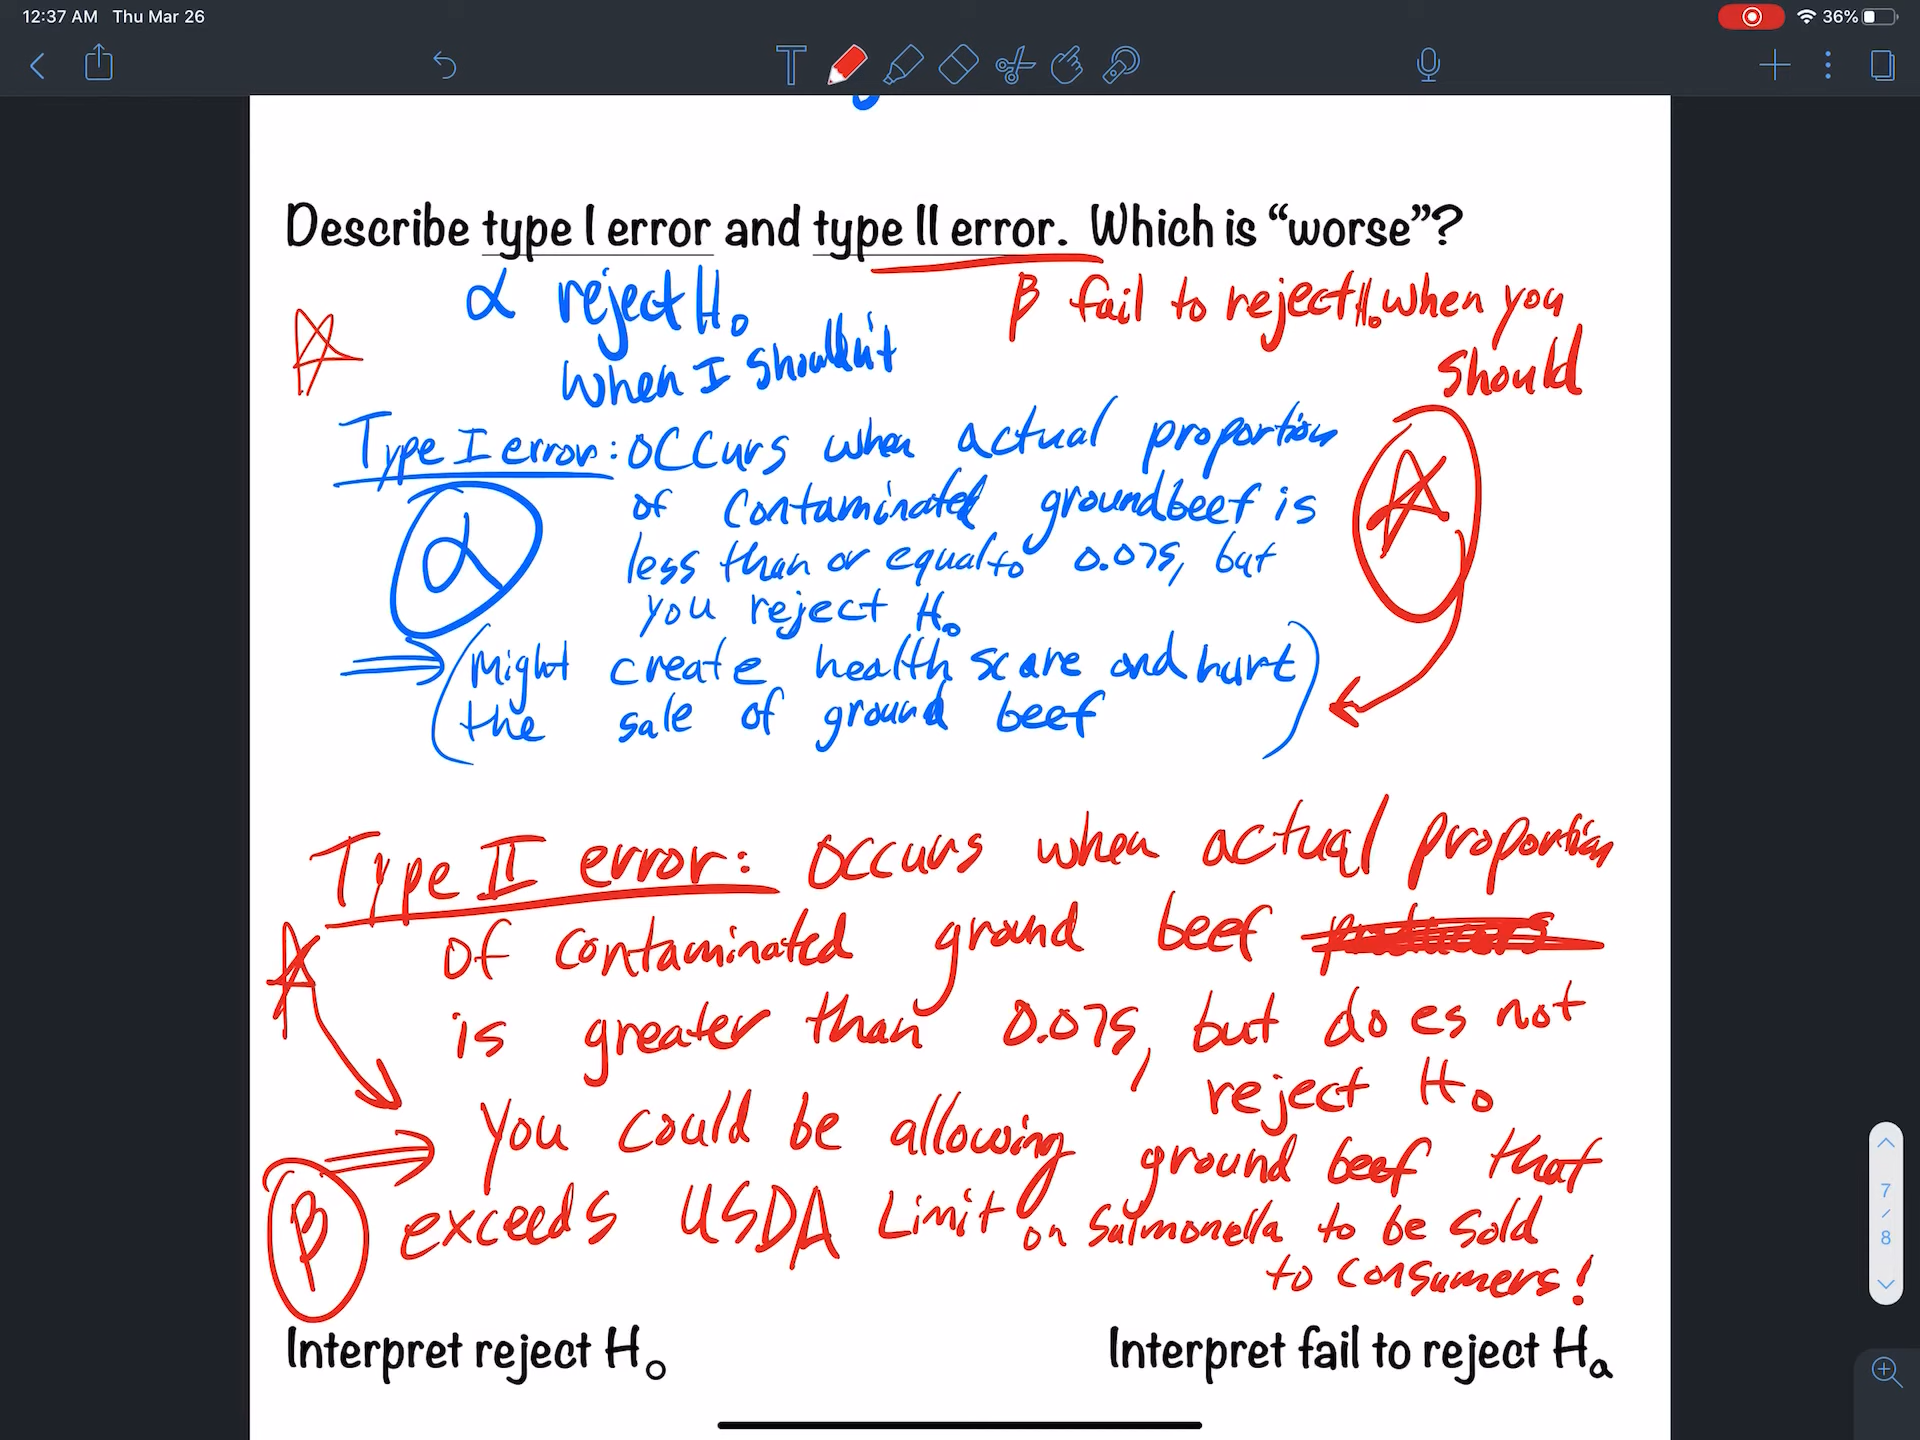 12:37 AM Thu Mar 26
36%
Describe type I error and type II error. Which is “worse”?
α reject H₀
when I shouldn't
β fail to reject H₀ when you
should
Type I error: occurs when actual proportion
of contaminated ground beef is
less than or equal to 0.075, but
you reject H₀
α
(might create health scare and hurt
the sale of ground beef)
Type II error: occurs when actual proportion
of contaminated ground beef
is greater than 0.075, but does not
reject H₀
You could be allowing ground beef that
exceeds USDA Limit on Salmonella to be sold
to consumers!
β
Interpret reject H₀
Interpret fail to reject Hₐ
7
/
8